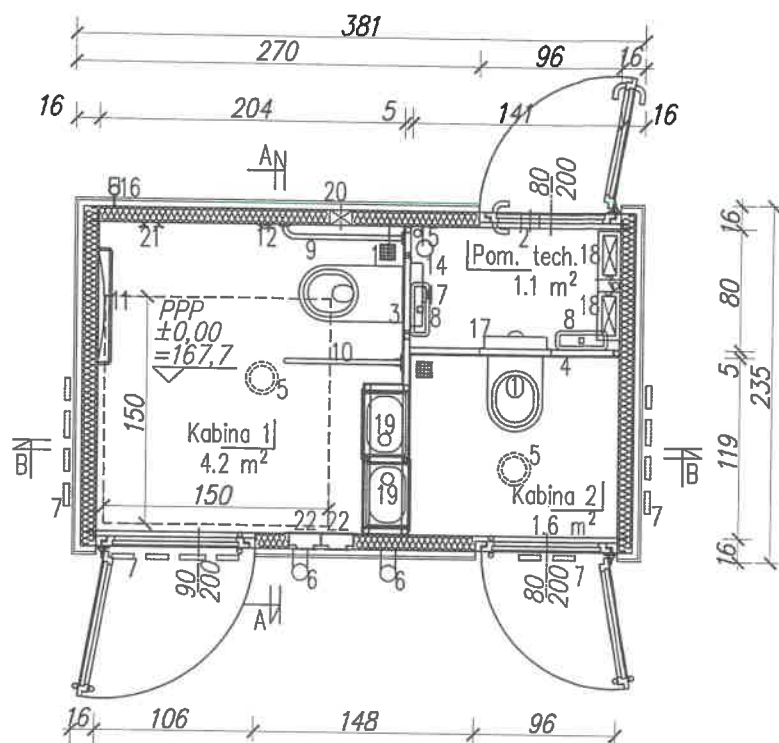 381
270 96 16
16 204 5 141 16
A
16 20 80
200
21 12 9 1 2 5
4 Pom. tech. 18
1.1 m²
11 PPP
±0,00
=167,7
3 7
8 17 8 18
10 4
5 1
150
Kabina 1
4.2 m²
19
19
5
150
Kabina 2
1.6 m²
B B
7 7
22 22
7 90
200
6 6
80
200 7
A
16 106 148 96
16
80
5
119
16
235